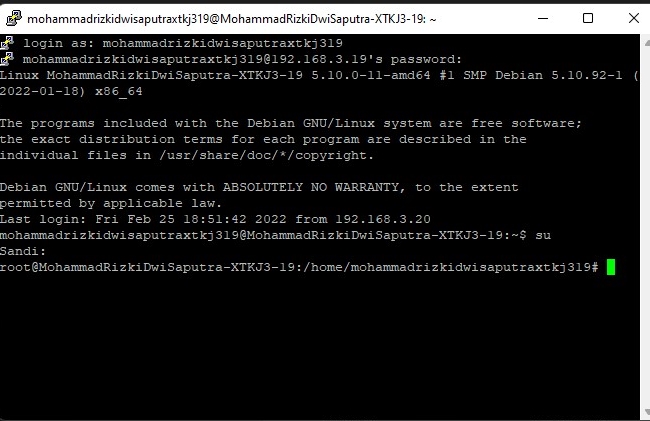 mohammadrizkidwisaputraxtkj319@MohammadRizkiDwiSaputra-XTKJ3-19: ~
login as: mohammadrizkidwisaputraxtkj319
mohammadrizkidwisaputraxtkj319@192.168.3.19's password:
Linux MohammadRizkiDwiSaputra-XTKJ3-19 5.10.0-11-amd64 #1 SMP Debian 5.10.92-1 (
2022-01-18) x86_64
The programs included with the Debian GNU/Linux system are free software;
the exact distribution terms for each program are described in the
individual files in /usr/share/doc/*/copyright.
Debian GNU/Linux comes with ABSOLUTELY NO WARRANTY, to the extent
permitted by applicable law.
Last login: Fri Feb 25 18:51:42 2022 from 192.168.3.20
mohammadrizkidwisaputraxtkj319@MohammadRizkiDwiSaputra-XTKJ3-19:~$ su
Sandi:
root@MohammadRizkiDwiSaputra-XTKJ3-19:/home/mohammadrizkidwisaputraxtkj319#